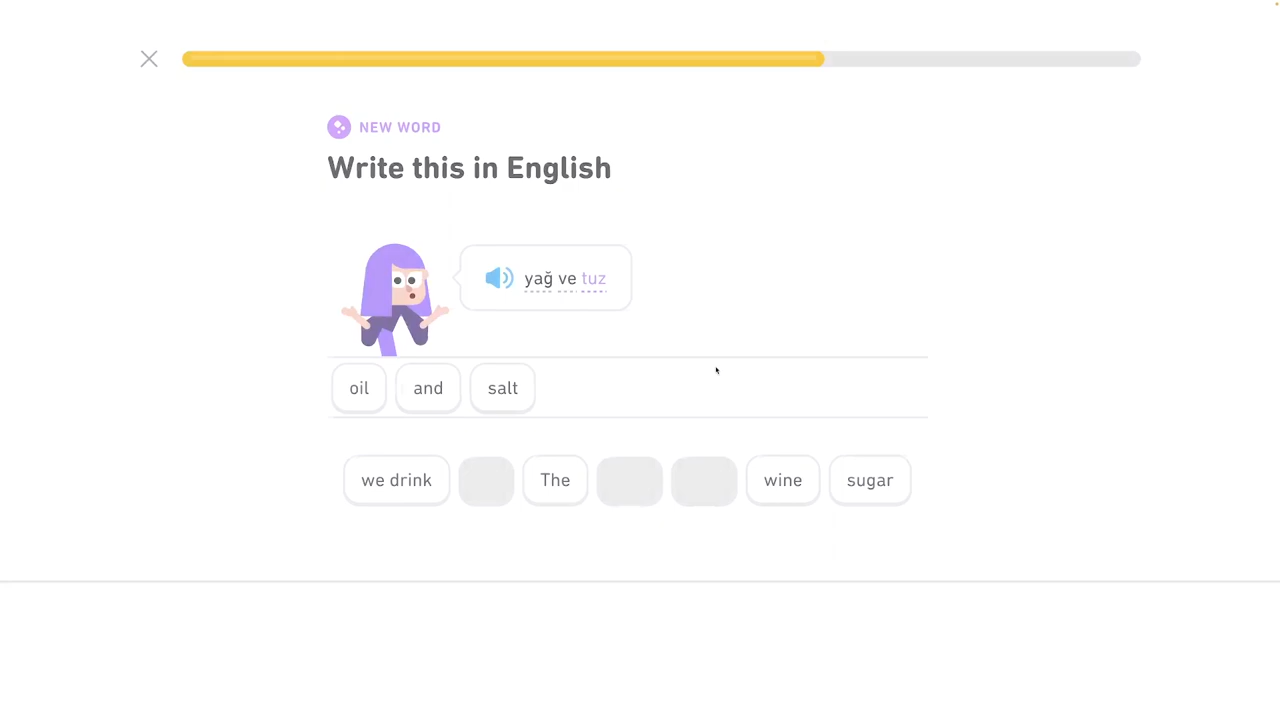 NEW WORD
Write this in English
yağ ve tuz
oil and salt
we drink The wine sugar